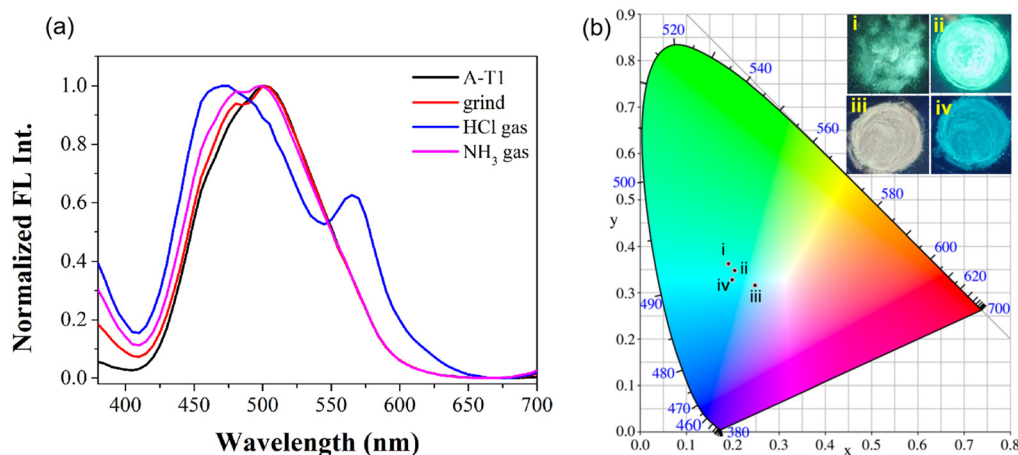 (a)
Normalized FL Int.
1.0
0.8
0.6
0.4
0.2
0.0
A-T1
grind
HCl gas
NH3 gas
400 450 500 550 600 650 700
Wavelength (nm)
(b)
0.9
0.8
0.7
0.6
0.5
0.4
0.3
0.2
0.1
0.0
y
520
540
560
580
600
620
700
500
490
480
470
460
380
i
ii
iii
iv
i
ii
iv
iii
0.0 0.1 0.2 0.3 0.4 0.5 0.6 0.7 0.8
x